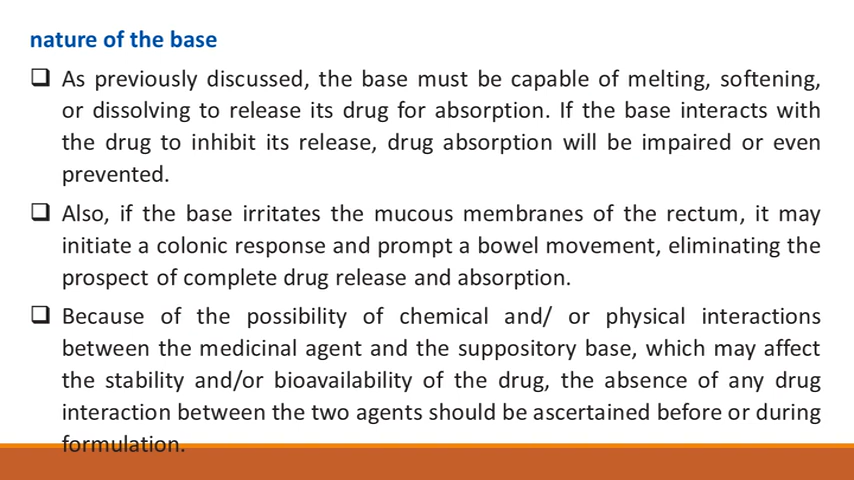 nature of the base
❑ As previously discussed, the base must be capable of melting, softening,
or dissolving to release its drug for absorption. If the base interacts with
the drug to inhibit its release, drug absorption will be impaired or even
prevented.
❑ Also, if the base irritates the mucous membranes of the rectum, it may
initiate a colonic response and prompt a bowel movement, eliminating the
prospect of complete drug release and absorption.
❑ Because of the possibility of chemical and/ or physical interactions
between the medicinal agent and the suppository base, which may affect
the stability and/or bioavailability of the drug, the absence of any drug
interaction between the two agents should be ascertained before or during
formulation.